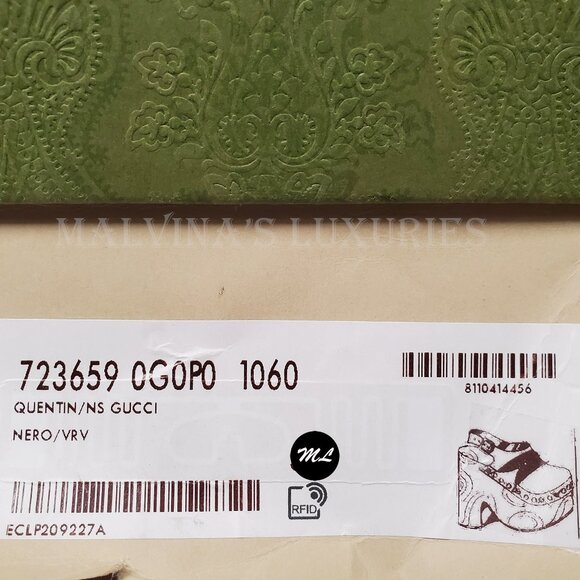 MALVINA'S LUXURIES
723659 0G0P0 1060
8110414456
QUENTIN/NS GUCCI
NERO/VRV
ML
RFID
ECLP209227A